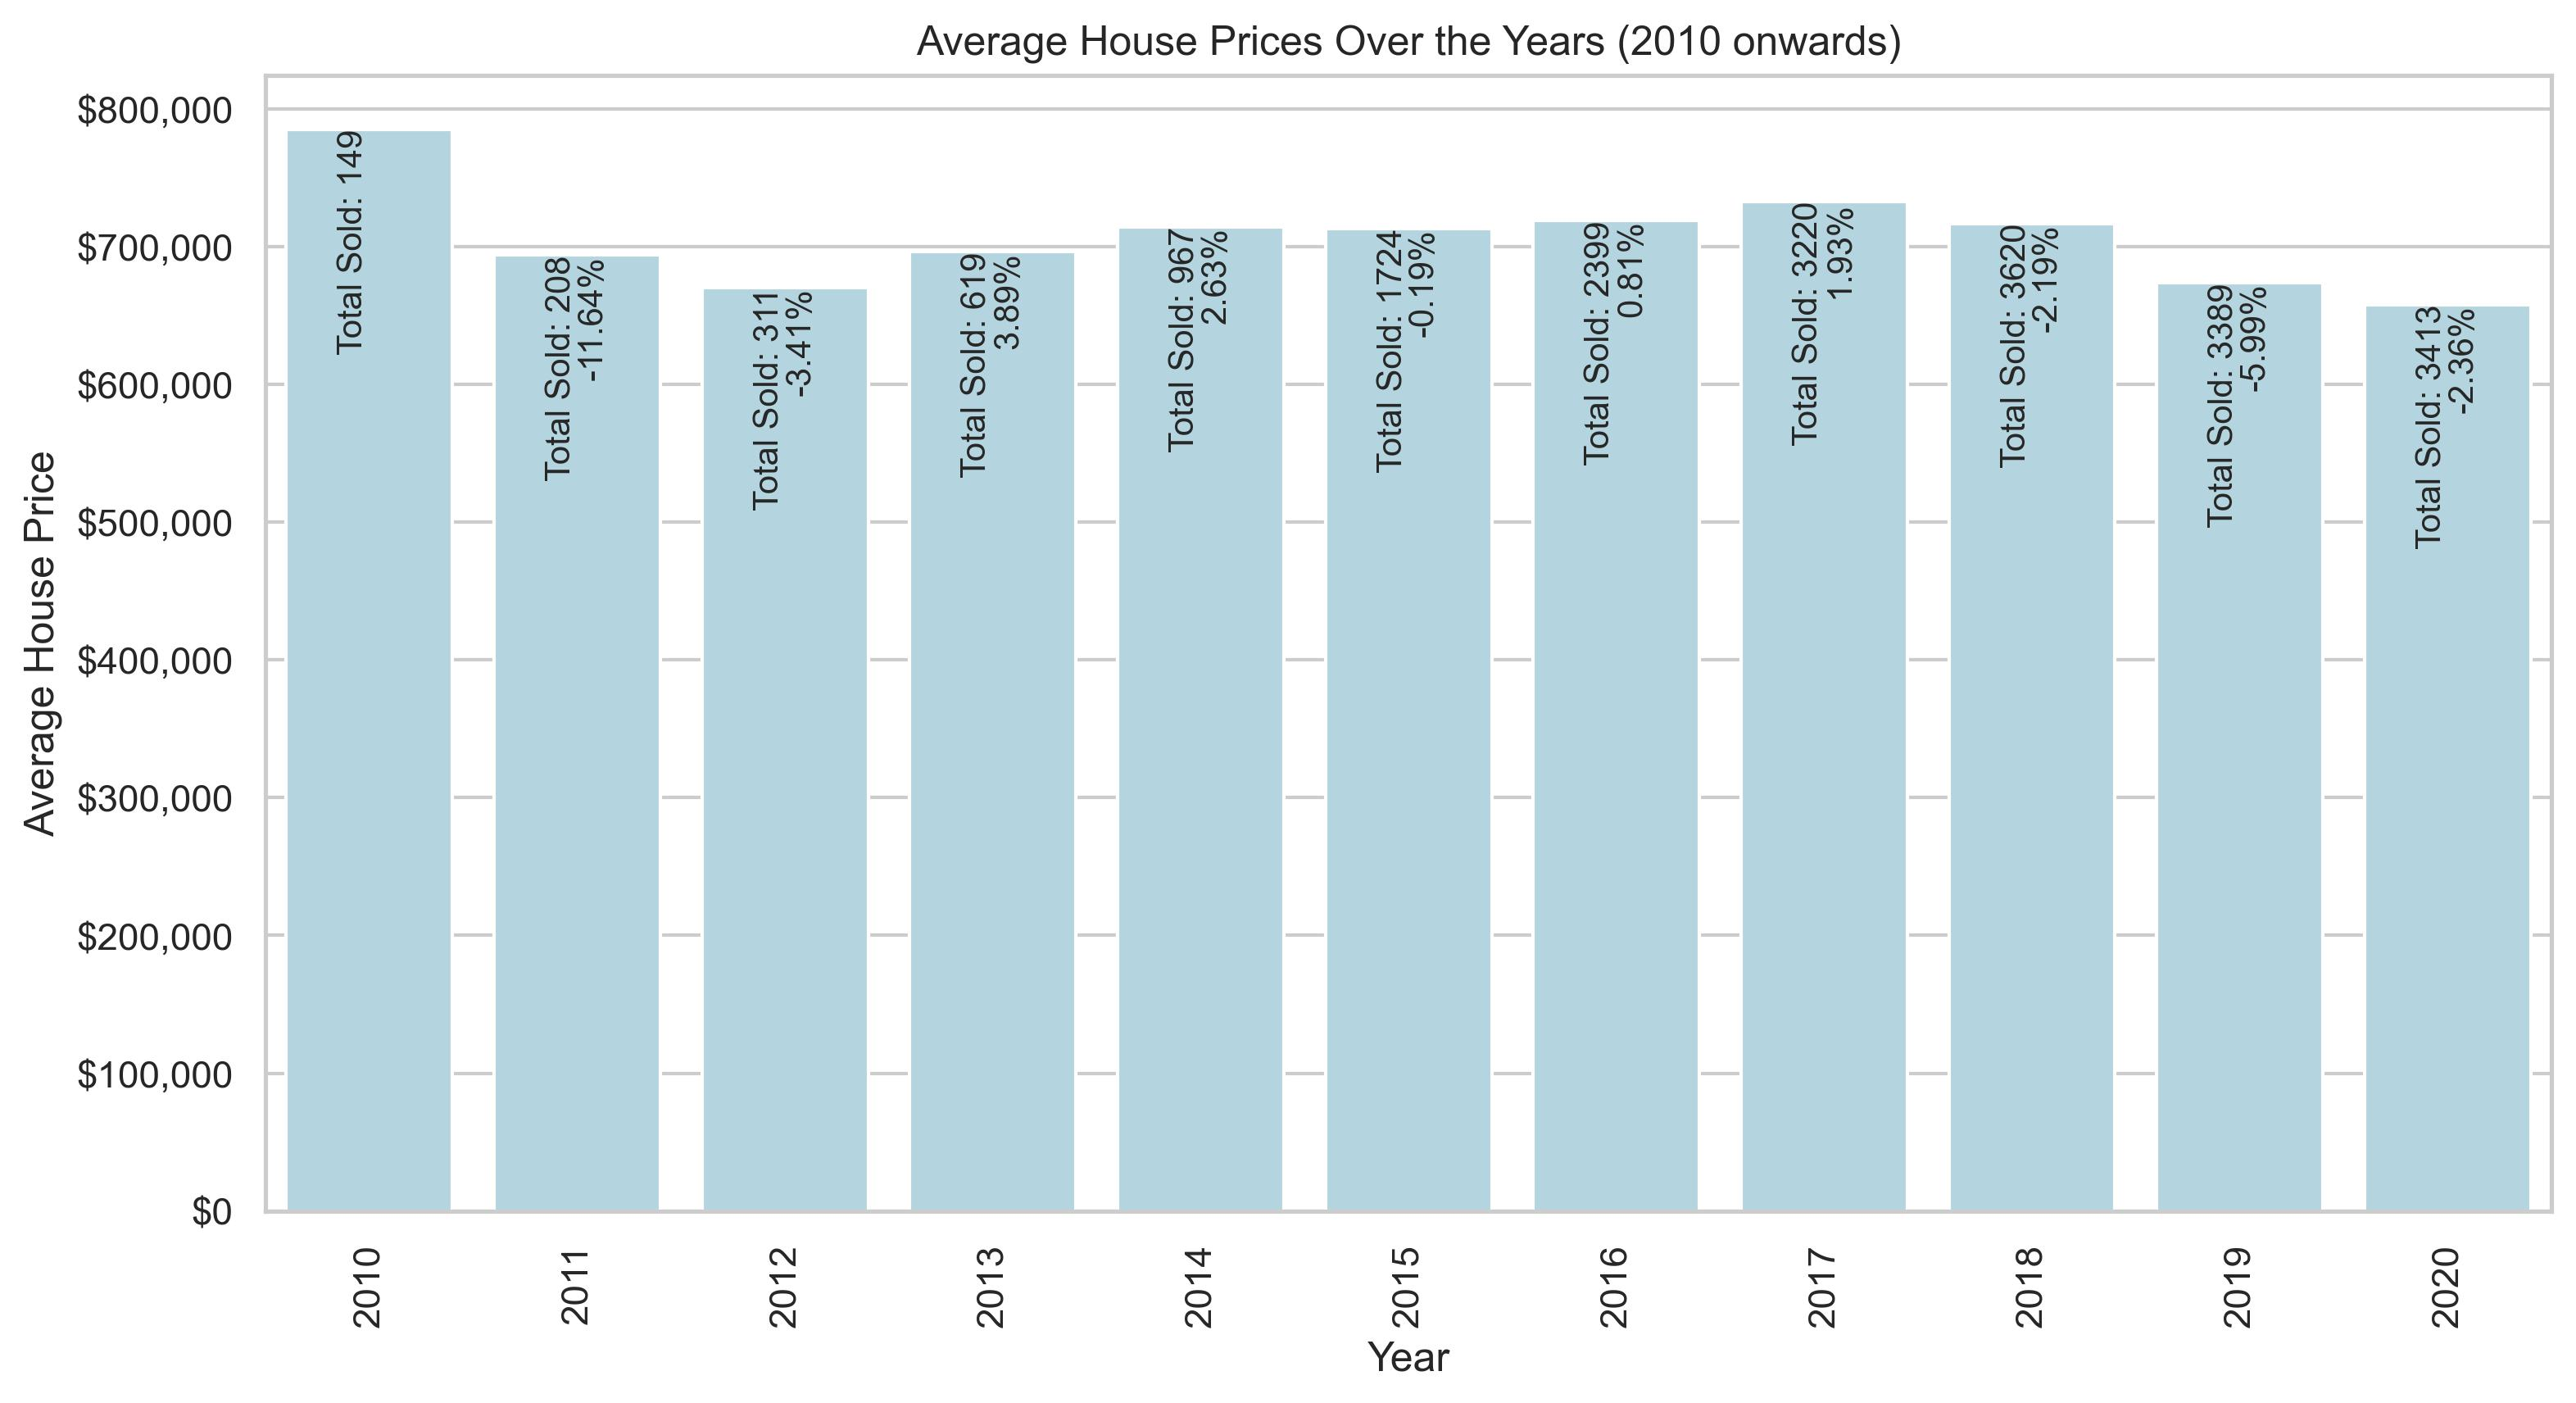 Average House Prices Over the Years (2010 onwards)
Average House Price
$800,000
$700,000
$600,000
$500,000
$400,000
$300,000
$200,000
$100,000
$0
Total Sold: 149
Total Sold: 208
-11.64%
Total Sold: 311
-3.41%
Total Sold: 619
3.89%
Total Sold: 967
2.63%
Total Sold: 1724
-0.19%
Total Sold: 2399
0.81%
Total Sold: 3220
1.93%
Total Sold: 3620
-2.19%
Total Sold: 3389
-5.99%
Total Sold: 3413
-2.36%
2010
2011
2012
2013
2014
2015
2016
2017
2018
2019
2020
Year